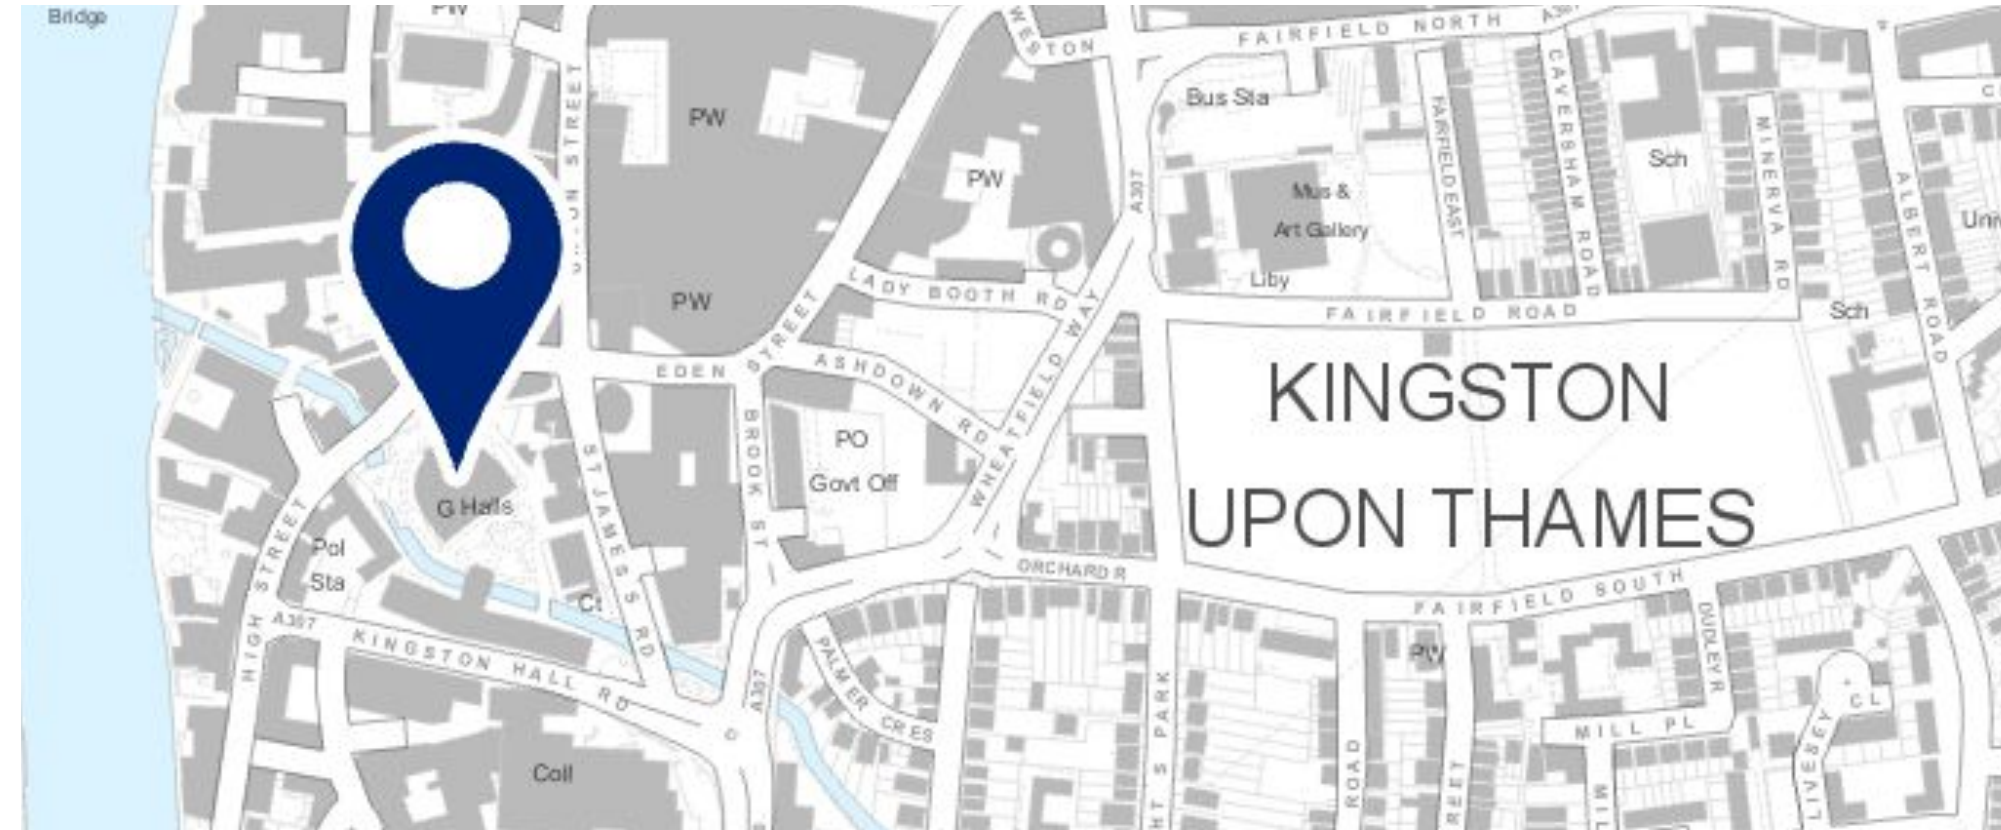 Bridge
PW
WESTON
FAIRFIELD NORTH
Bus Sta
PW
CAVERSHAM ROAD
FAIRFIELD EAST
MINERVA RD
Sch
ALBERT ROAD
STREET
PW
A307
Mus &
Art Gallery
Liby
LADY BOOTH RD
PW
FAIRFIELD ROAD
Sch
EDEN STREET
ASHDOWN RD
WHEATFIELD WAY
KINGSTON
UPON THAMES
BROOK ST
PO
Govt Off
ST JAMES'S RD
G Halls
HIGH STREET
Pol
Sta
Ct
ORCHARD R
FAIRFIELD SOUTH
DUDLEY R
A307
KINGSTON HALL RD
A307
PALMER CRES
PW
MILL PL
LIVESEY CL
S PARK
ROAD
Coll